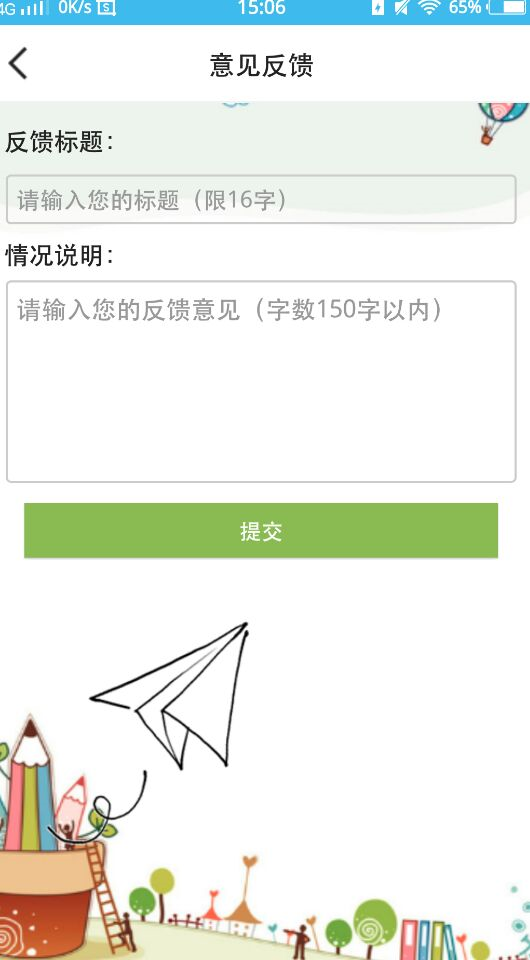 4G 0K/s 15:06 65%
意见反馈
反馈标题：
请输入您的标题（限16字）
情况说明：
请输入您的反馈意见（字数150字以内）
提交